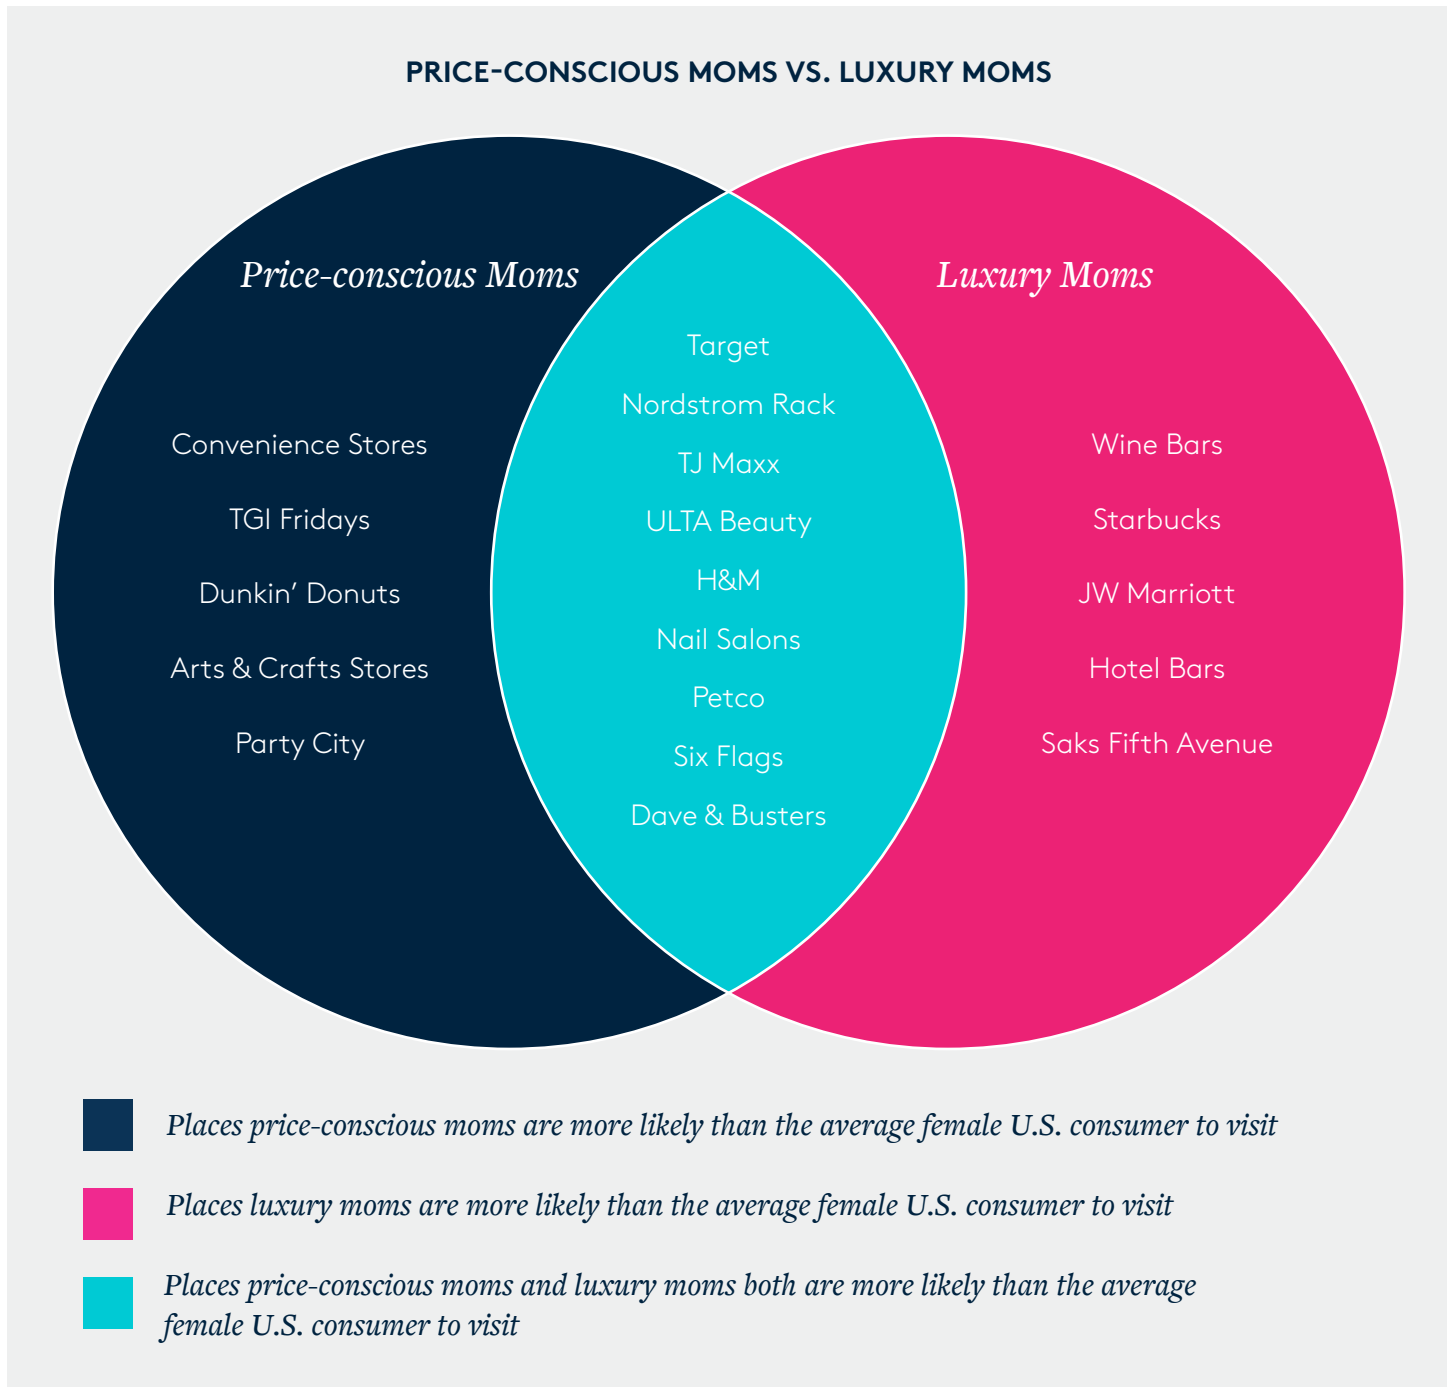 PRICE-CONSCIOUS MOMS VS. LUXURY MOMS
Price-conscious Moms
Convenience Stores
TGI Fridays
Dunkin’ Donuts
Arts & Crafts Stores
Party City
Target
Nordstrom Rack
TJ Maxx
ULTA Beauty
H&M
Nail Salons
Petco
Six Flags
Dave & Busters
Luxury Moms
Wine Bars
Starbucks
JW Marriott
Hotel Bars
Saks Fifth Avenue
Places price-conscious moms are more likely than the average female U.S. consumer to visit
Places luxury moms are more likely than the average female U.S. consumer to visit
Places price-conscious moms and luxury moms both are more likely than the average
female U.S. consumer to visit